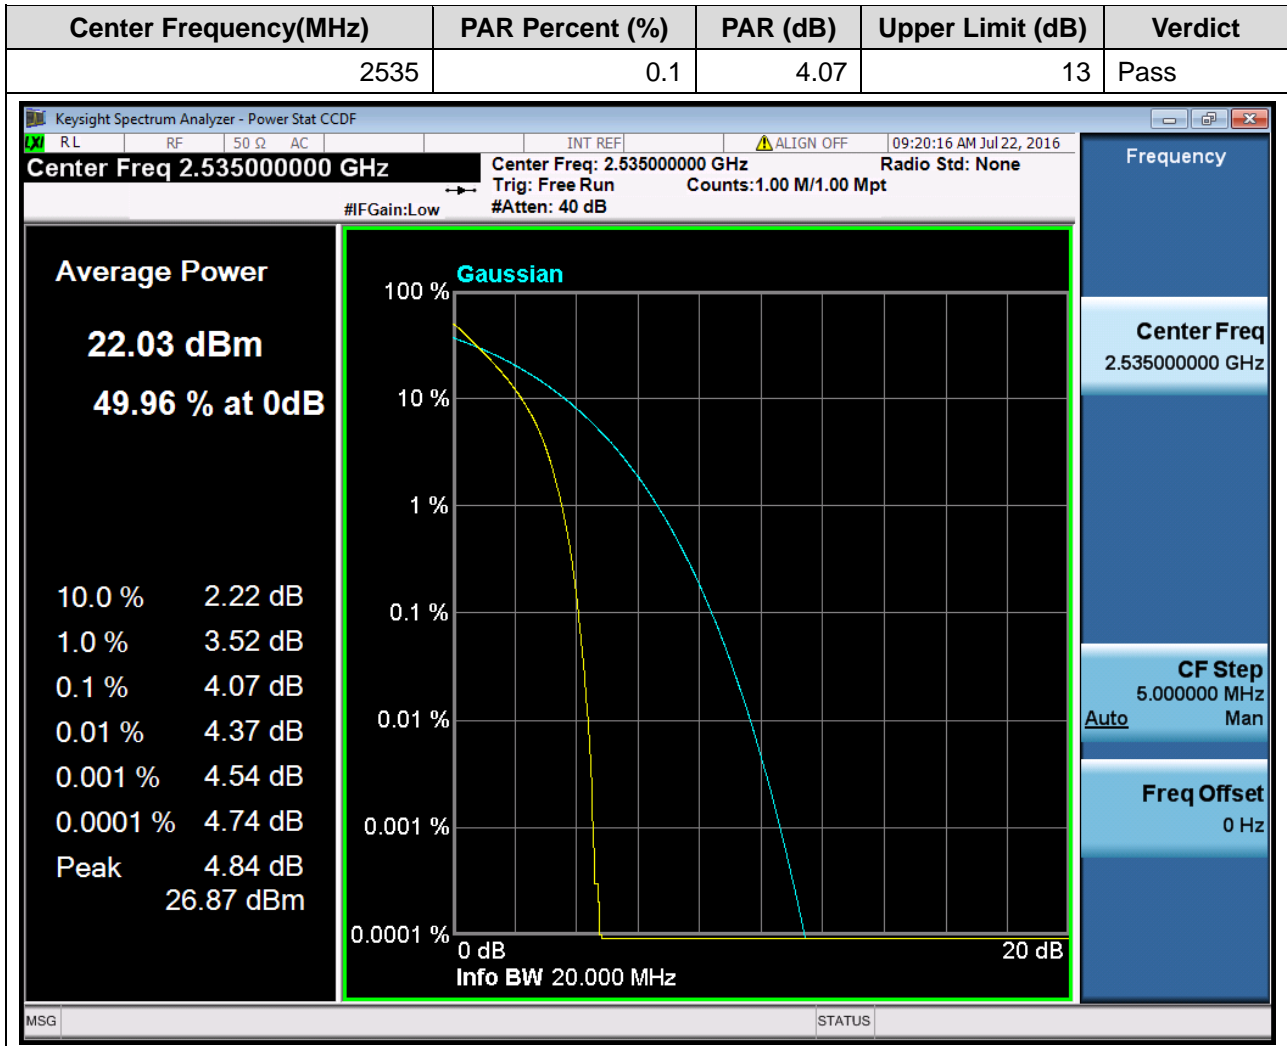 Center Frequency(MHz) PAR Percent (%) PAR (dB) Upper Limit (dB) Verdict
2535 0.1 4.07 13 Pass
Keysight Spectrum Analyzer - Power Stat CCDF
LXI RL RF 50 Ω AC INT REF ALIGN OFF 09:20:16 AM Jul 22, 2016
Center Freq 2.535000000 GHz
Center Freq: 2.535000000 GHz Radio Std: None
Trig: Free Run Counts:1.00 M/1.00 Mpt
#IFGain:Low #Atten: 40 dB
Average Power
22.03 dBm
49.96 % at 0dB
10.0 % 2.22 dB
1.0 % 3.52 dB
0.1 % 4.07 dB
0.01 % 4.37 dB
0.001 % 4.54 dB
0.0001 % 4.74 dB
Peak 4.84 dB
26.87 dBm
Gaussian
100 %
10 %
1 %
0.1 %
0.01 %
0.001 %
0.0001 %
0 dB 20 dB
Info BW 20.000 MHz
Frequency
Center Freq
2.535000000 GHz
CF Step
5.000000 MHz
Auto Man
Freq Offset
0 Hz
MSG STATUS